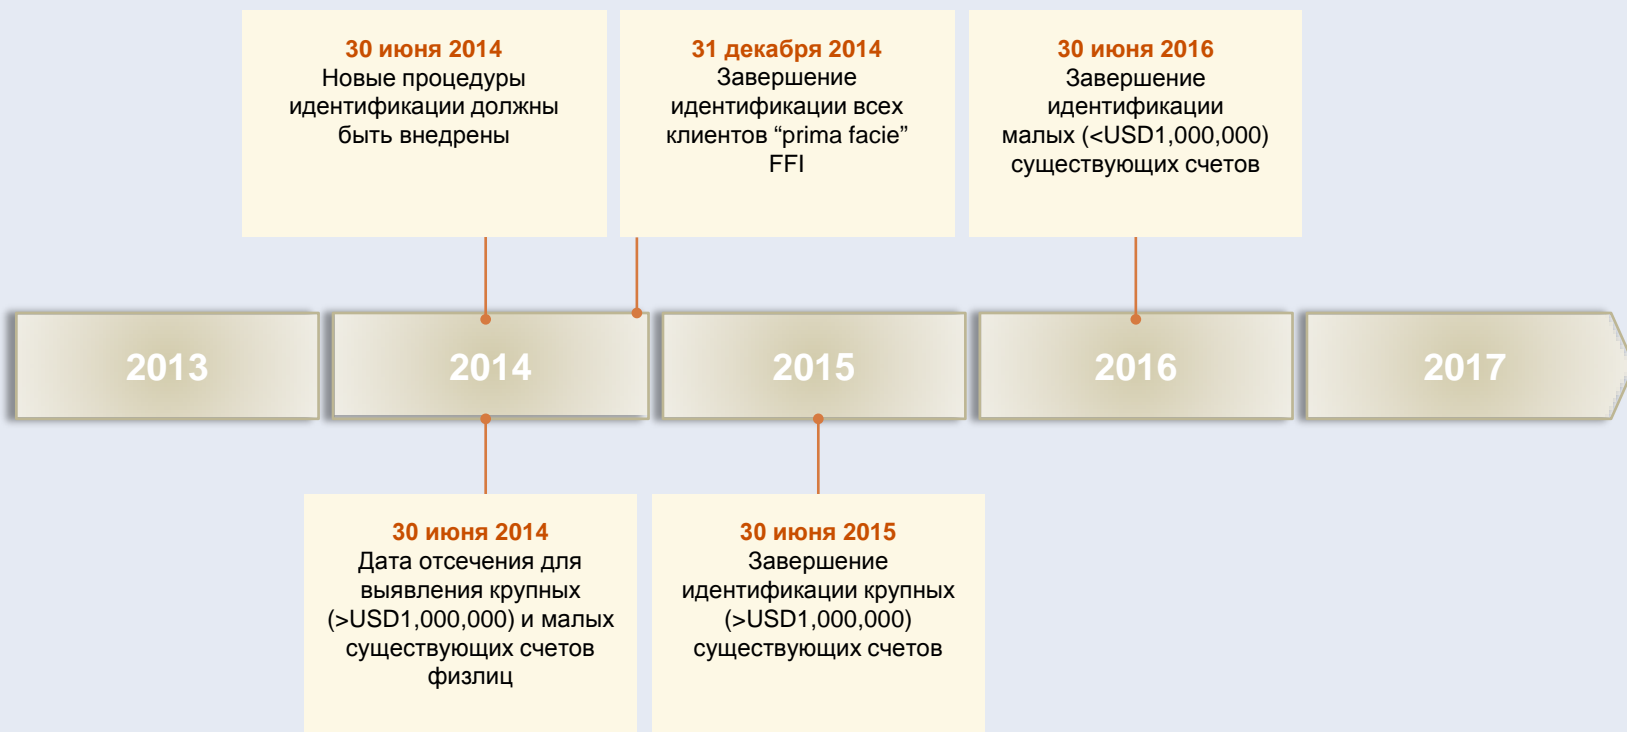 30 июня 2014
Новые процедуры
идентификации должны
быть внедрены
31 декабря 2014
Завершение
идентификации всех
клиентов “prima facie”
FFI
30 июня 2016
Завершение
идентификации
малых (<USD1,000,000)
существующих счетов
2013
2014
2015
2016
2017
30 июня 2014
Дата отсечения для
выявления крупных
(>USD1,000,000) и малых
существующих счетов
физлиц
30 июня 2015
Завершение
идентификации крупных
(>USD1,000,000)
существующих счетов